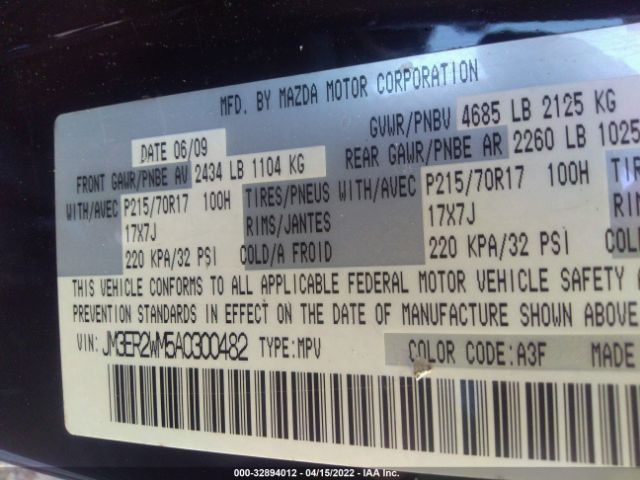 MFD. BY MAZDA MOTOR CORPORATION
DATE 06/09 GVWR/PNBV 4685 LB 2125 KG
FRONT GAWR/PNBE AV 2434 LB 1104 KG REAR GAWR/PNBE AR 2260 LB 1025
WITH/AVEC P215/70R17 100H TIRES/PNEUS WITH/AVEC P215/70R17 100H TIRE
17X7J RIMS/JANTES 17X7J RIMS
220 KPA/32 PSI COLD/A FROID 220 KPA/32 PSI COLD
THIS VEHICLE CONFORMS TO ALL APPLICABLE FEDERAL MOTOR VEHICLE SAFETY
PREVENTION STANDARDS IN EFFECT ON THE DATE OF MANUFACTURE SHOWN ABOVE
VIN: JM3ER2WM5A0300482 TYPE:MPV COLOR CODE:A3F MADE
000-32894012 - 04/15/2022 - IAA Inc.